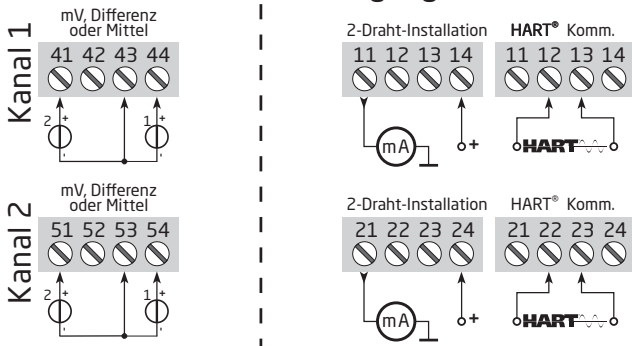 Kanal 1
mV, Differenz
oder Mittel
41 42 43 44
2 + - 1 + -
2-Draht-Installation
11 12 13 14
mA +
HART® Komm.
11 12 13 14
HART
Kanal 2
mV, Differenz
oder Mittel
51 52 53 54
2 + - 1 + -
2-Draht-Installation
21 22 23 24
mA +
HART® Komm.
21 22 23 24
HART